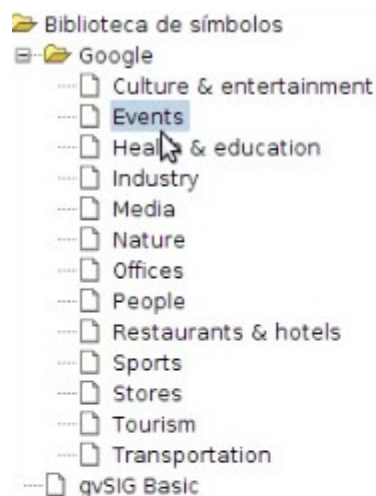 Biblioteca de símbolos
Google
Culture & entertainment
Events
Health & education
Industry
Media
Nature
Offices
People
Restaurants & hotels
Sports
Stores
Tourism
Transportation
gvSIG Basic